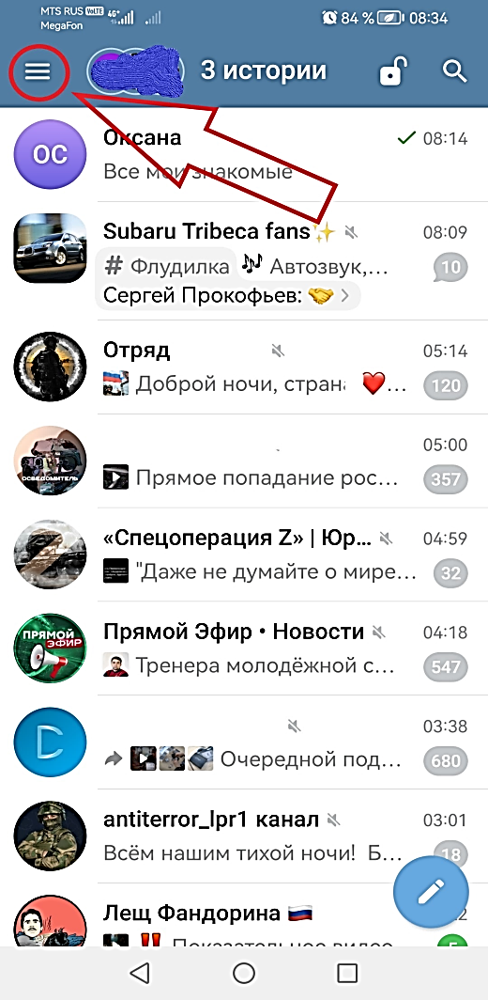 MTS RUS VoLTE 4G+ 84 % 08:34
MegaFon
3 истории
ОС
Оксана 08:14
Все мои знакомые
Subaru Tribeca fans✨ 08:09
# Флудилка 🎶 Автозвук,... 10
Сергей Прокофьев: 🤝 >
Отряд 05:14
Доброй ночи, страна ❤️... 120
ОСВЕДОМИТЕЛЬ
05:00
Прямое попадание рос... 357
«Спецоперация Z» | Юр... 04:59
"Даже не думайте о мире... 32
ПРЯМОЙ
ЭФИР
Прямой Эфир • Новости 04:18
Тренера молодёжной с... 547
D
03:38
Очередной под... 680
antiterror_lpr1 канал 03:01
Всём нашим тихой ночи! Б... 18
Лещ Фандорина 🇷🇺
‼️ Показательное видео